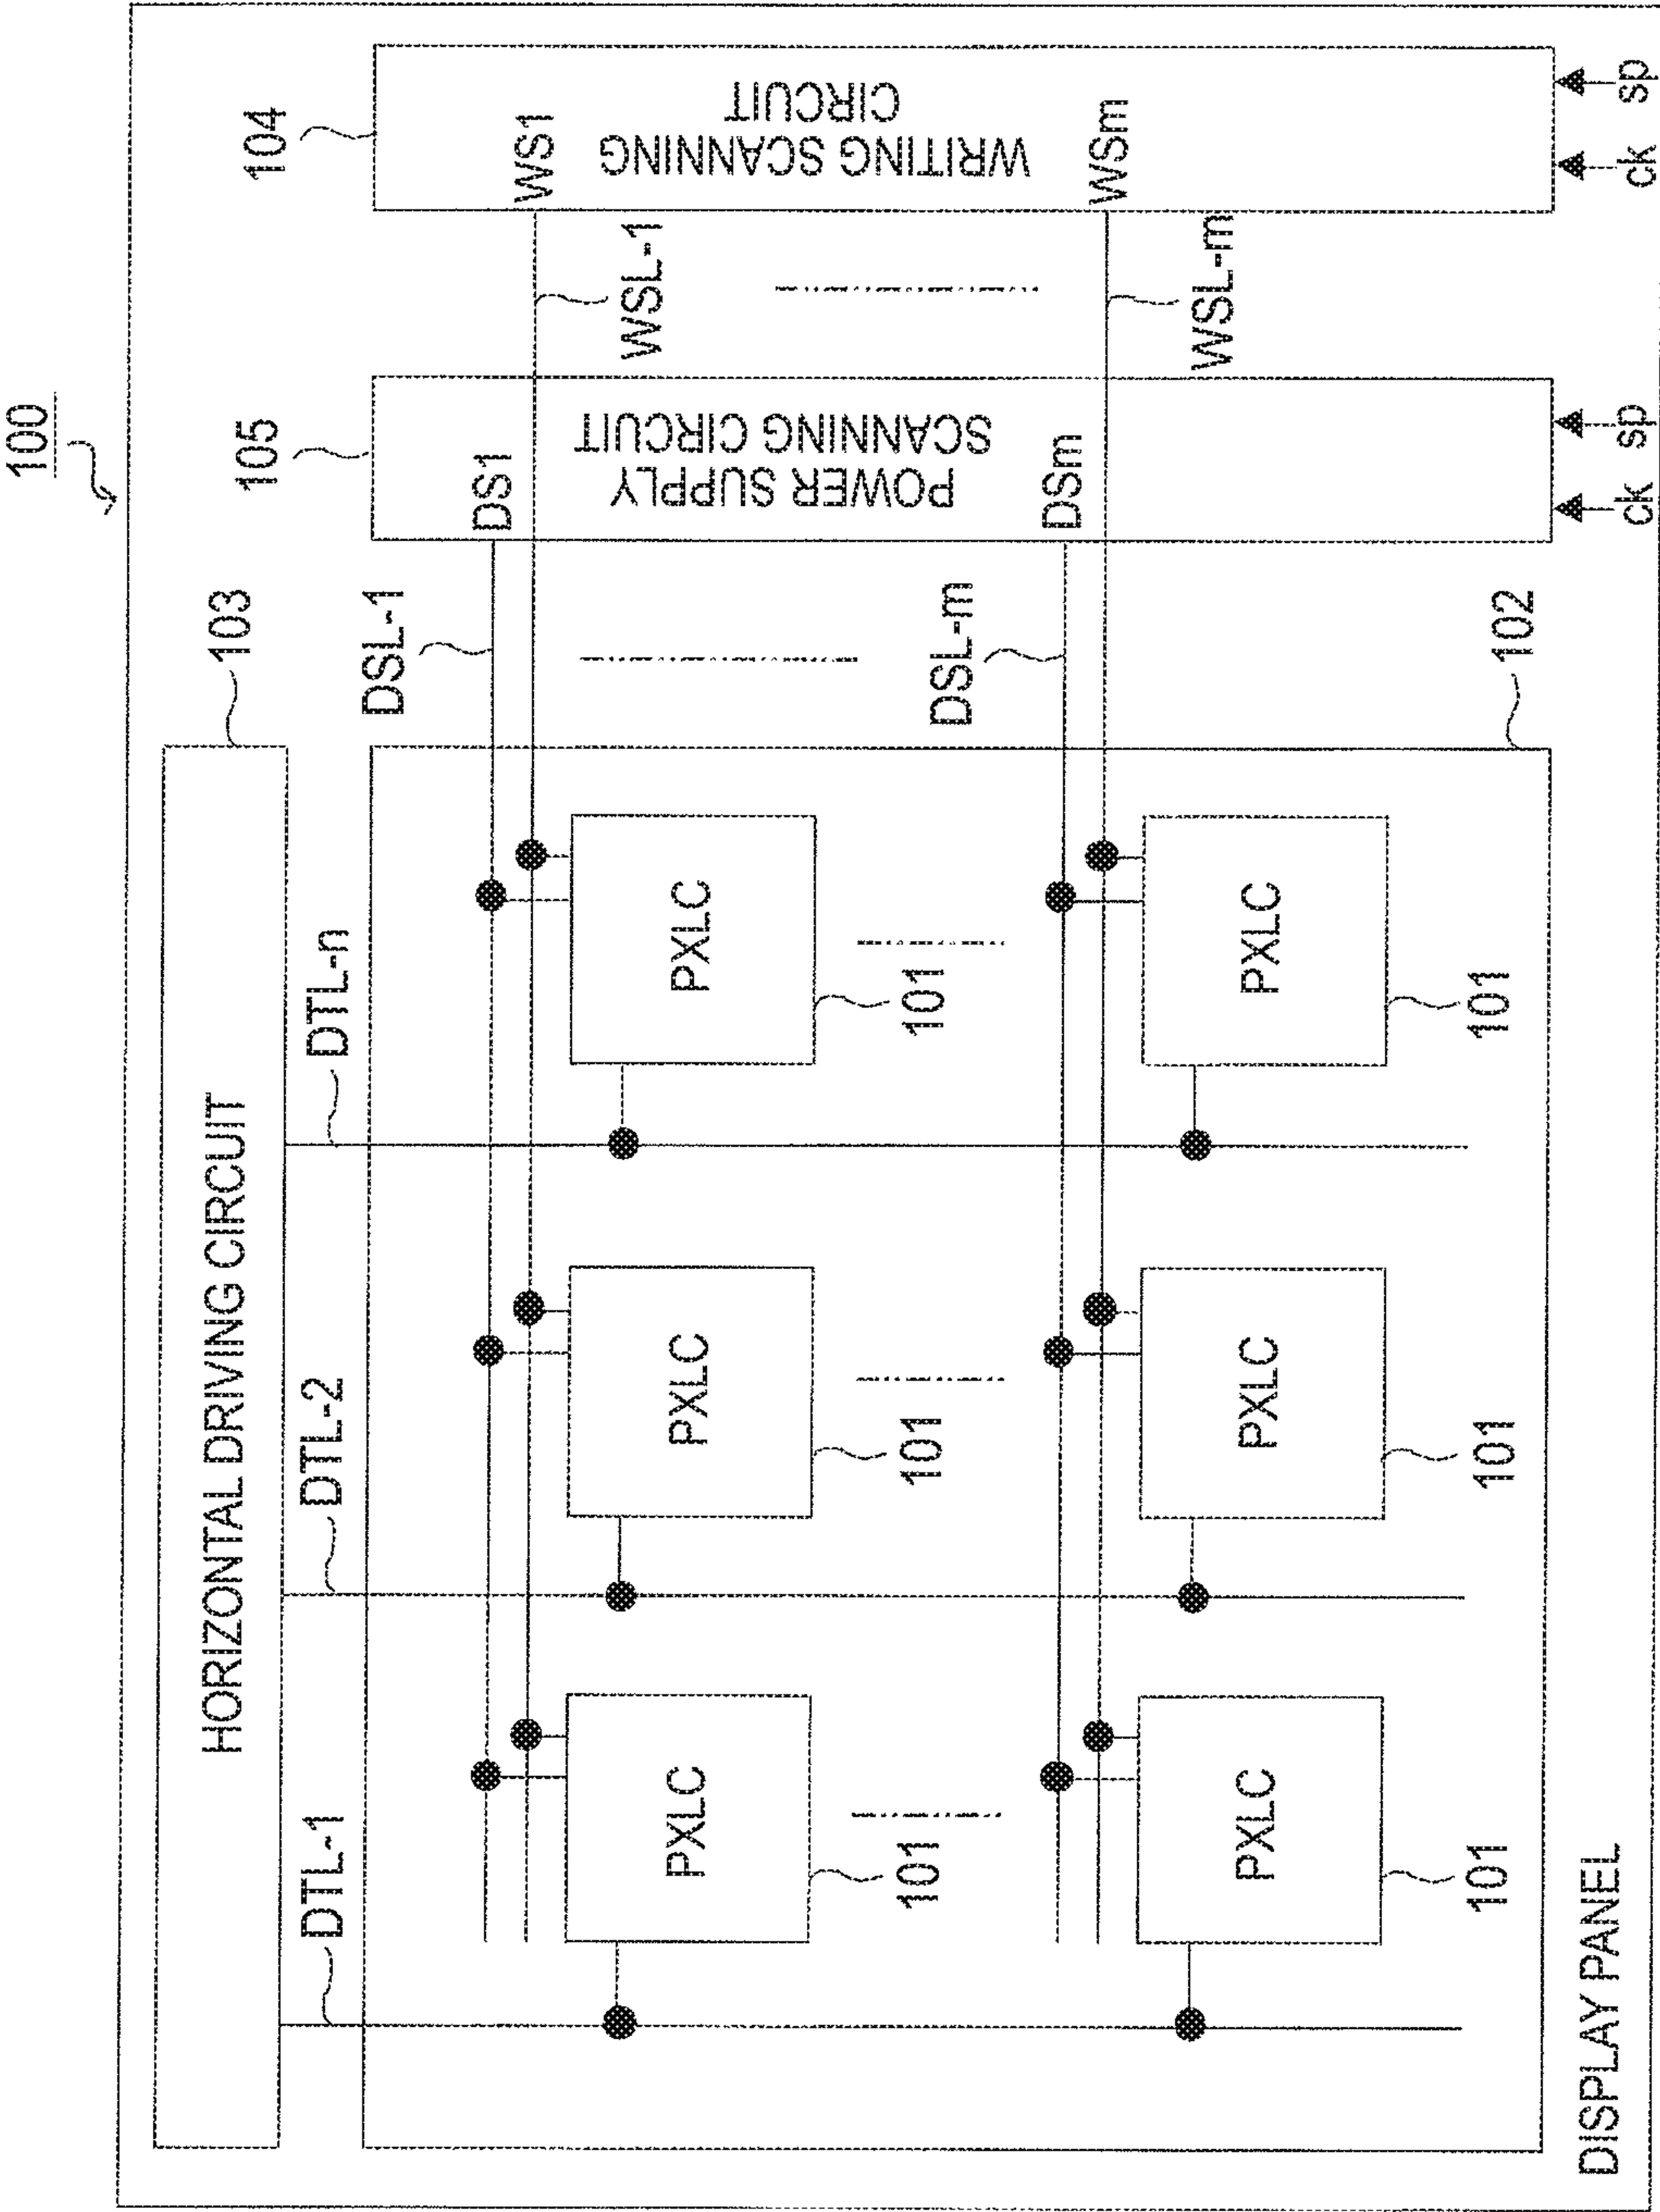 100
HORIZONTAL DRIVING CIRCUIT
103
105
104
DTL-1
DTL-2
DTL-n
DSL-1
DS1
WS1
WSL-1
POWER SUPPLY
SCANNING CIRCUIT
WRITING SCANNING
CIRCUIT
PXLC
PXLC
PXLC
101
101
101
DSL-m
DSm
WSm
WSL-m
PXLC
PXLC
PXLC
101
101
101
102
ck
sp
ck
sp
DISPLAY PANEL